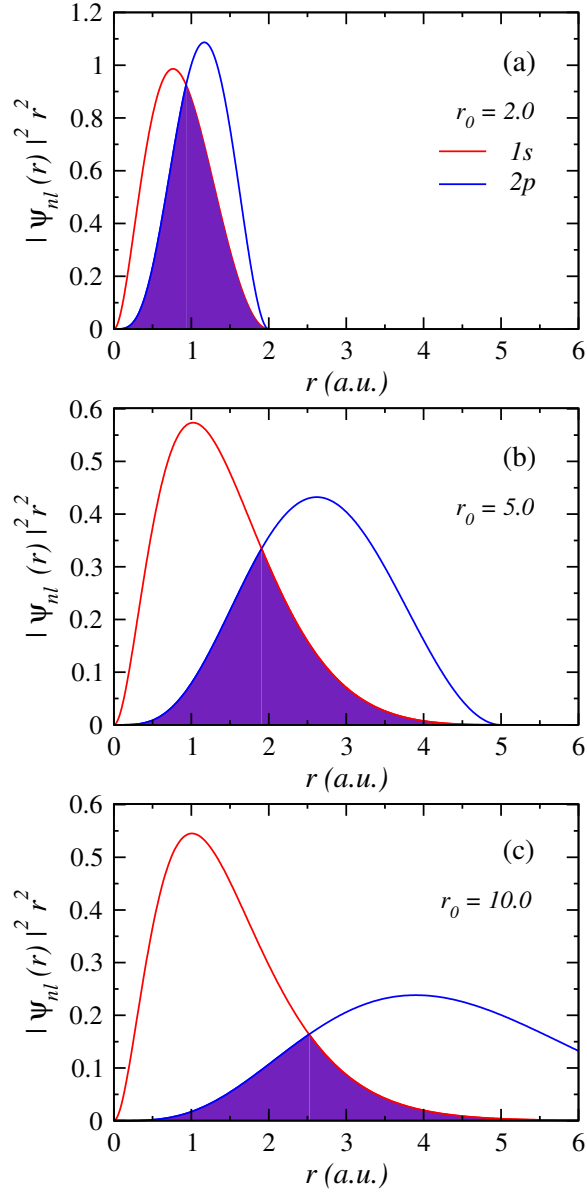 1.2
1
0.8
0.6
0.4
0.2
0
| Ψnl (r) |² r²
(a)
r0 = 2.0
1s
2p
0 1 2 3 4 5 6
r (a.u.)
0.6
0.5
0.4
0.3
0.2
0.1
0
| Ψnl (r) |² r²
(b)
r0 = 5.0
0 1 2 3 4 5 6
r (a.u.)
0.6
0.5
0.4
0.3
0.2
0.1
0
| Ψnl (r) |² r²
(c)
r0 = 10.0
0 1 2 3 4 5 6
r (a.u.)